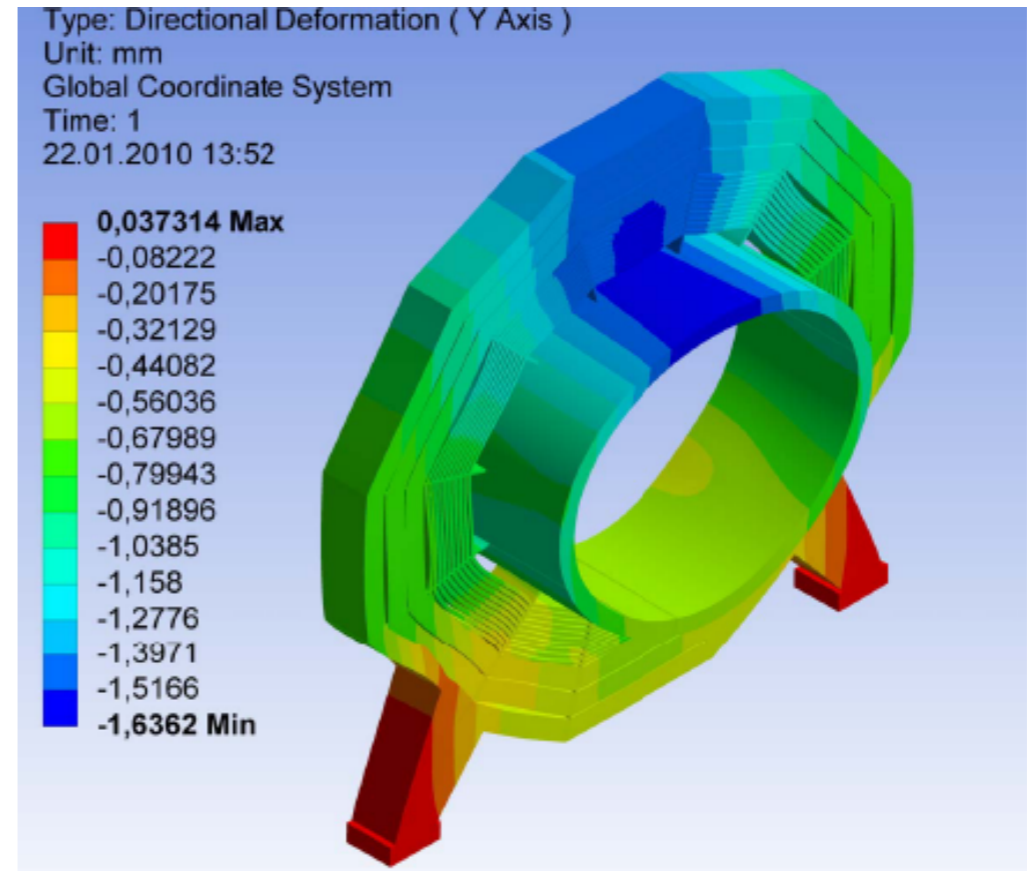 Type: Directional Deformation ( Y Axis )
Unit: mm
Global Coordinate System
Time: 1
22.01.2010 13:52
0,037314 Max
-0,08222
-0,20175
-0,32129
-0,44082
-0,56036
-0,67989
-0,79943
-0,91896
-1,0385
-1,158
-1,2776
-1,3971
-1,5166
-1,6362 Min